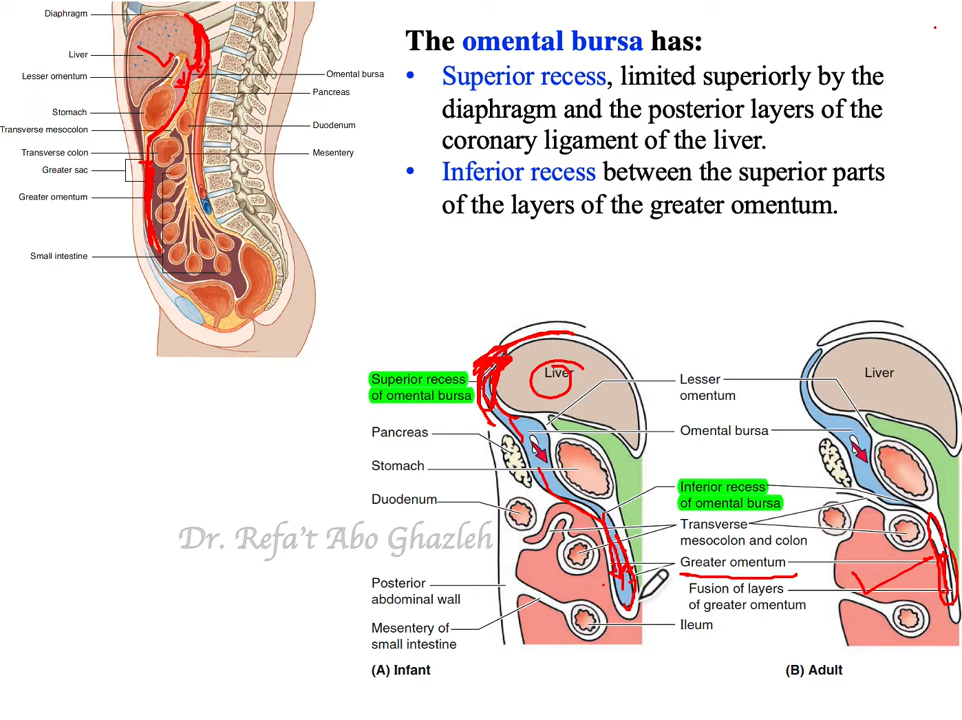 Diaphragm
Liver
Lesser omentum
Stomach
Transverse mesocolon
Transverse colon
Greater sac
Greater omentum
Small intestine
Omental bursa
Pancreas
Duodenum
Mesentery
The omental bursa has:
• Superior recess, limited superiorly by the
diaphragm and the posterior layers of the
coronary ligament of the liver.
• Inferior recess between the superior parts
of the layers of the greater omentum.
Superior recess
of omental bursa
Pancreas
Stomach
Duodenum
Dr. Refa't Abo Ghazleh
Posterior
abdominal wall
Mesentery of
small intestine
(A) Infant
Liver
Lesser
omentum
Omental bursa
Inferior recess
of omental bursa
Transverse
mesocolon and colon
Greater omentum
Fusion of layers
of greater omentum
Ileum
Liver
(B) Adult